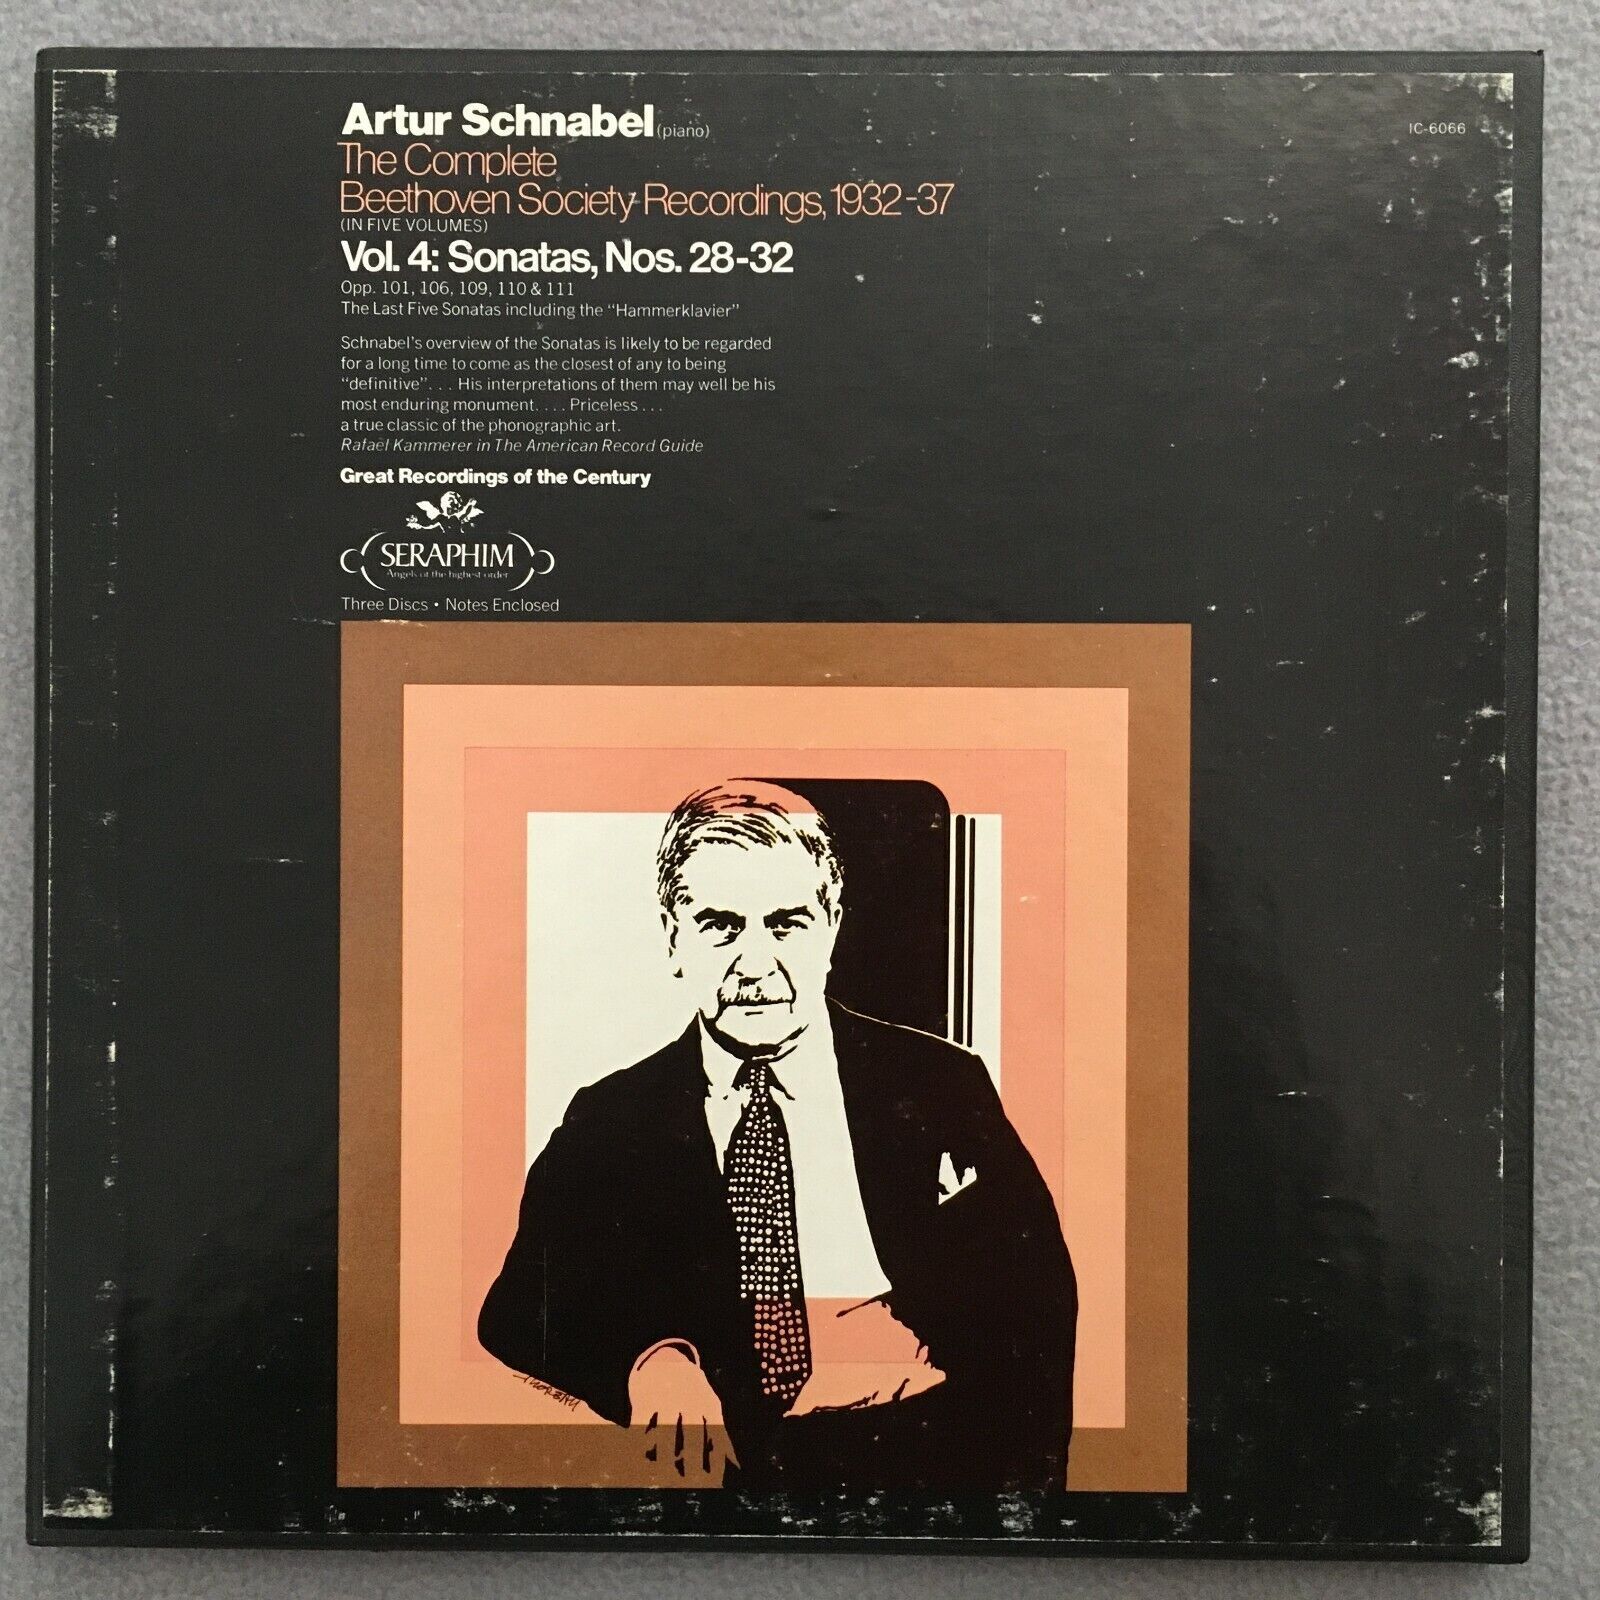 Artur Schnabel (piano)
IC-6066
The Complete
Beethoven Society Recordings, 1932-37
(IN FIVE VOLUMES)
Vol. 4: Sonatas, Nos. 28-32
Opp. 101, 106, 109, 110 & 111
The Last Five Sonatas including the “Hammerklavier”
Schnabel's overview of the Sonatas is likely to be regarded
for a long time to come as the closest of any to being
“definitive”. . . His interpretations of them may well be his
most enduring monument. . . . Priceless . . .
a true classic of the phonographic art.
Rafael Kammerer in The American Record Guide
Great Recordings of the Century
SERAPHIM
Angels of the highest order
Three Discs • Notes Enclosed